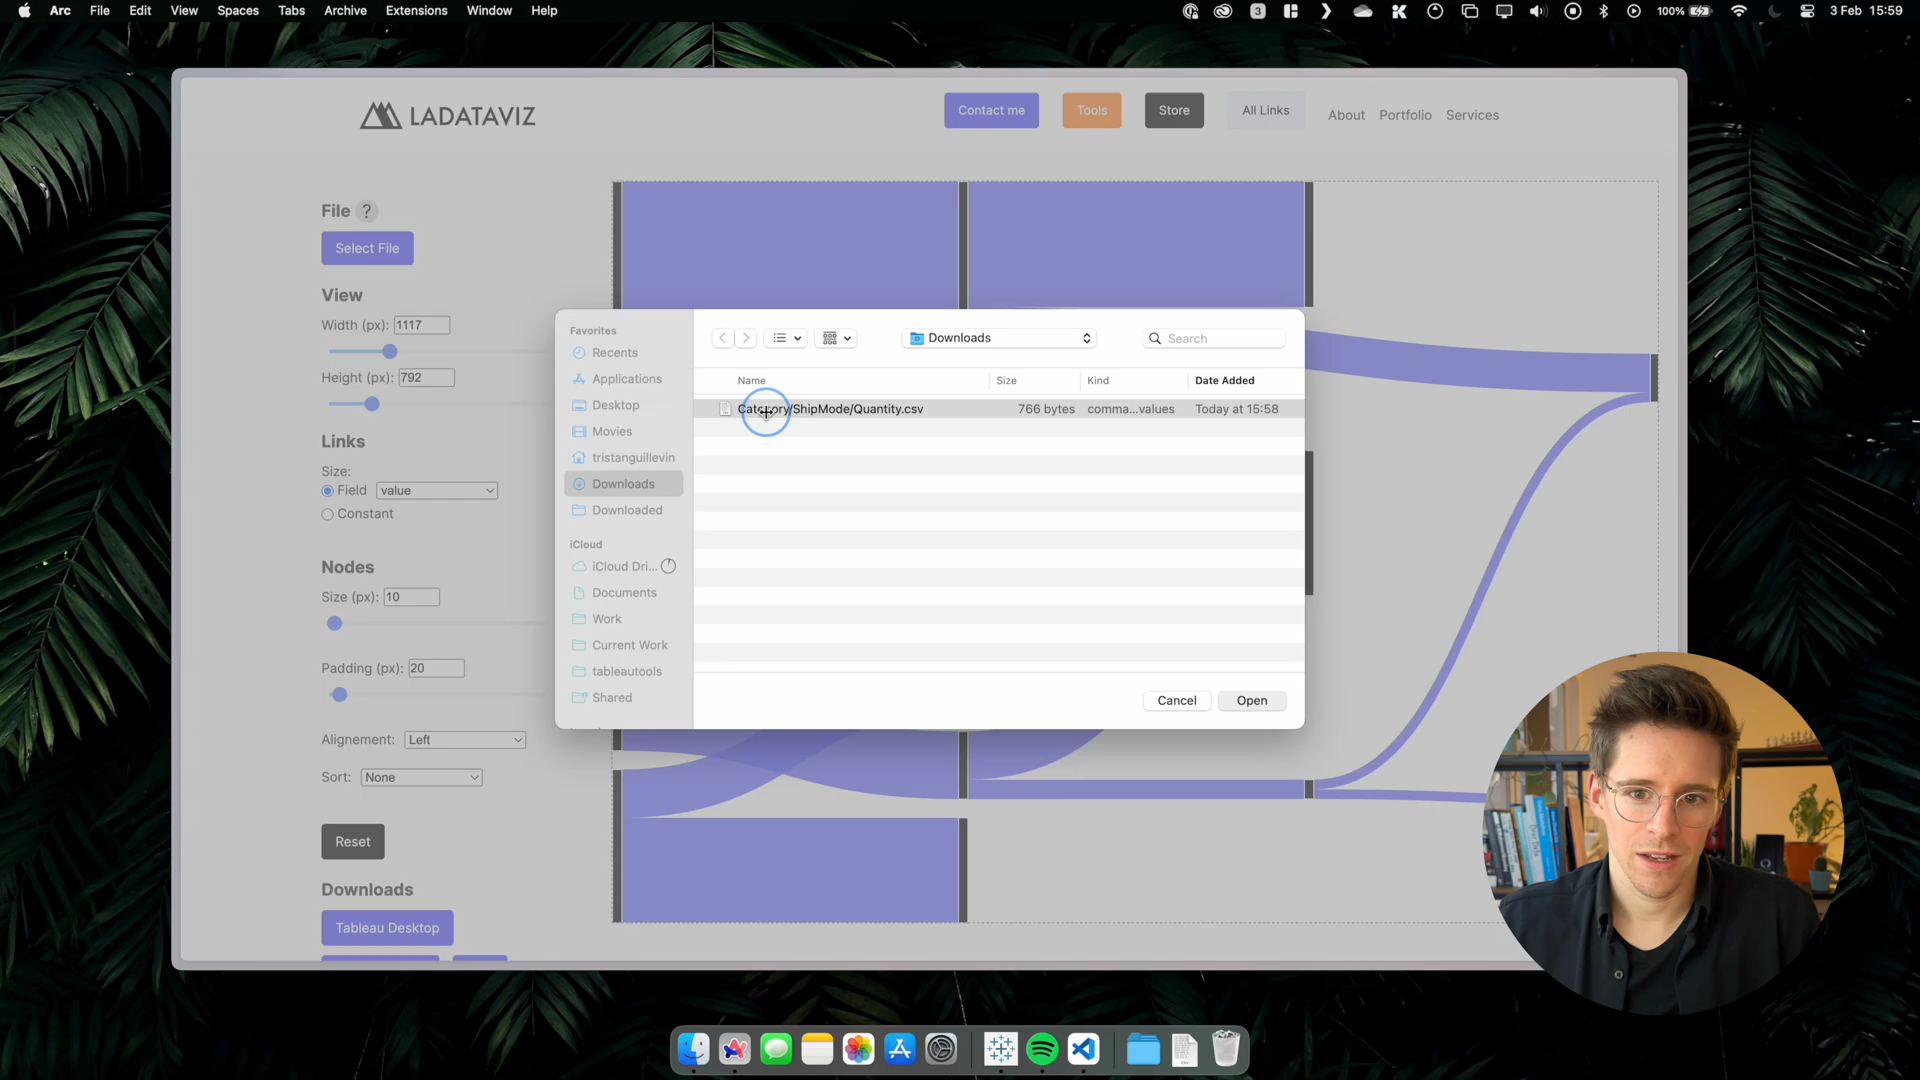 Arc File Edit View Spaces Tabs Archive Extensions Window Help
3
100%
3 Feb 15:59
LADATAVIZ
Contact me
Tools
Store
All Links
About
Portfolio
Services
File ?
Select File
View
Width (px): 1117
Height (px): 792
Links
Size:
Field value
Constant
Nodes
Size (px): 10
Padding (px): 20
Alignement: Left
Sort: None
Reset
Downloads
Tableau Desktop
Favorites
Recents
Applications
Desktop
Movies
tristanguillevin
Downloads
Downloaded
iCloud
iCloud Dri...
Documents
Work
Current Work
tableautools
Shared
Downloads
Search
Name Size Kind Date Added
Category/ShipMode/Quantity.csv 766 bytes comma...values Today at 15:58
Cancel
Open